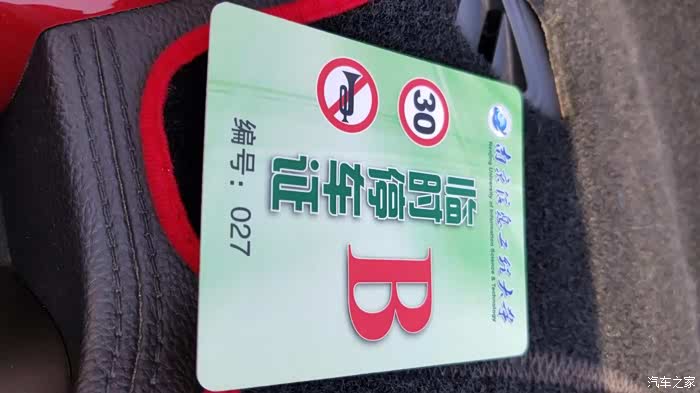 南京信息工程大学
Nanjing University of Information Science & Technology
30
临时停车证
B
编号：027
汽车之家